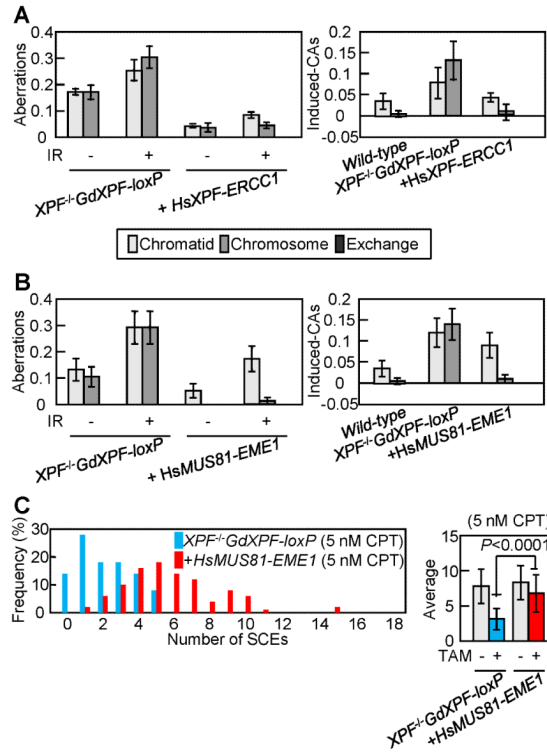 A
Aberrations
0.4
0.3
0.2
0.1
0
IR - + - +
XPF-/-GdXPF-loxP
+ HsXPF-ERCC1
Induced-CAs
0.2
0.15
0.1
0.05
0
-0.05
Wild-type
XPF-/-GdXPF-loxP
+HsXPF-ERCC1
Chromatid Chromosome Exchange
B
Aberrations
0.4
0.3
0.2
0.1
0
IR - + - +
XPF-/-GdXPF-loxP
+ HsMUS81-EME1
Induced-CAs
0.2
0.15
0.1
0.05
0
-0.05
Wild-type
XPF-/-GdXPF-loxP
+HsMUS81-EME1
C
Frequency (%)
30
20
10
0
XPF-/-GdXPF-loxP (5 nM CPT)
+HsMUS81-EME1 (5 nM CPT)
0 2 4 6 8 10 12 14 16 18
Number of SCEs
(5 nM CPT)
P<0.0001
Average
15
10
5
0
TAM - + - +
XPF-/-GdXPF-loxP
+HsMUS81-EME1